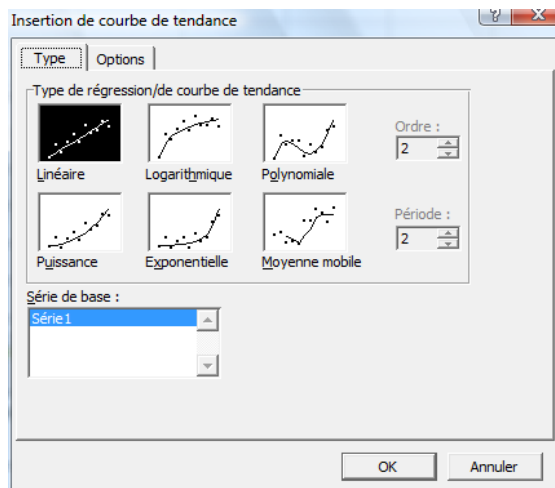 Insertion de courbe de tendance
Type Options
Type de régression/de courbe de tendance
Linéaire Logarithmique Polynomiale
Ordre :
2
Puissance Exponentielle Moyenne mobile
Période :
2
Série de base :
Série1
OK Annuler